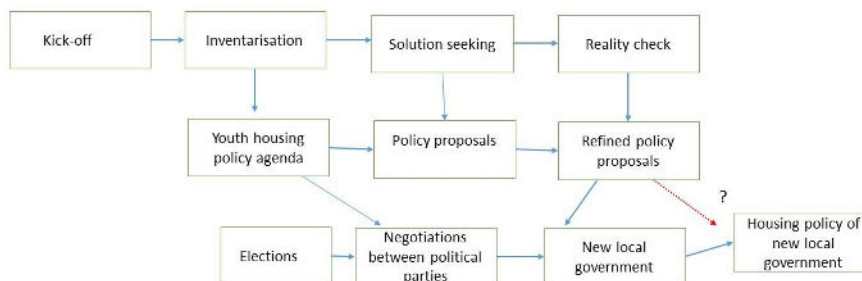 Kick-off
Inventarisation
Solution seeking
Reality check
Youth housing
policy agenda
Policy proposals
Refined policy
proposals
?
Elections
Negotiations
between political
parties
New local
government
Housing policy of
new local
government